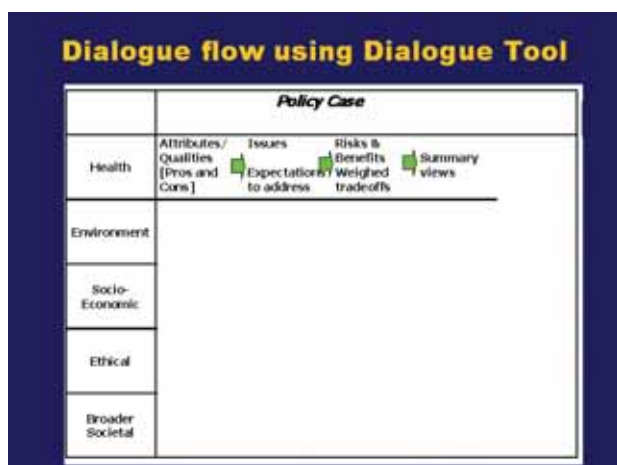 Dialogue flow using Dialogue Tool
Policy Case
Health
Attributes/
Qualities
[Pros and
Cons]
Issues
Expectations
to address
Risks &
Benefits
Weighed
tradeoffs
Summary
views
Environment
Socio-
Economic
Ethical
Broader
Societal